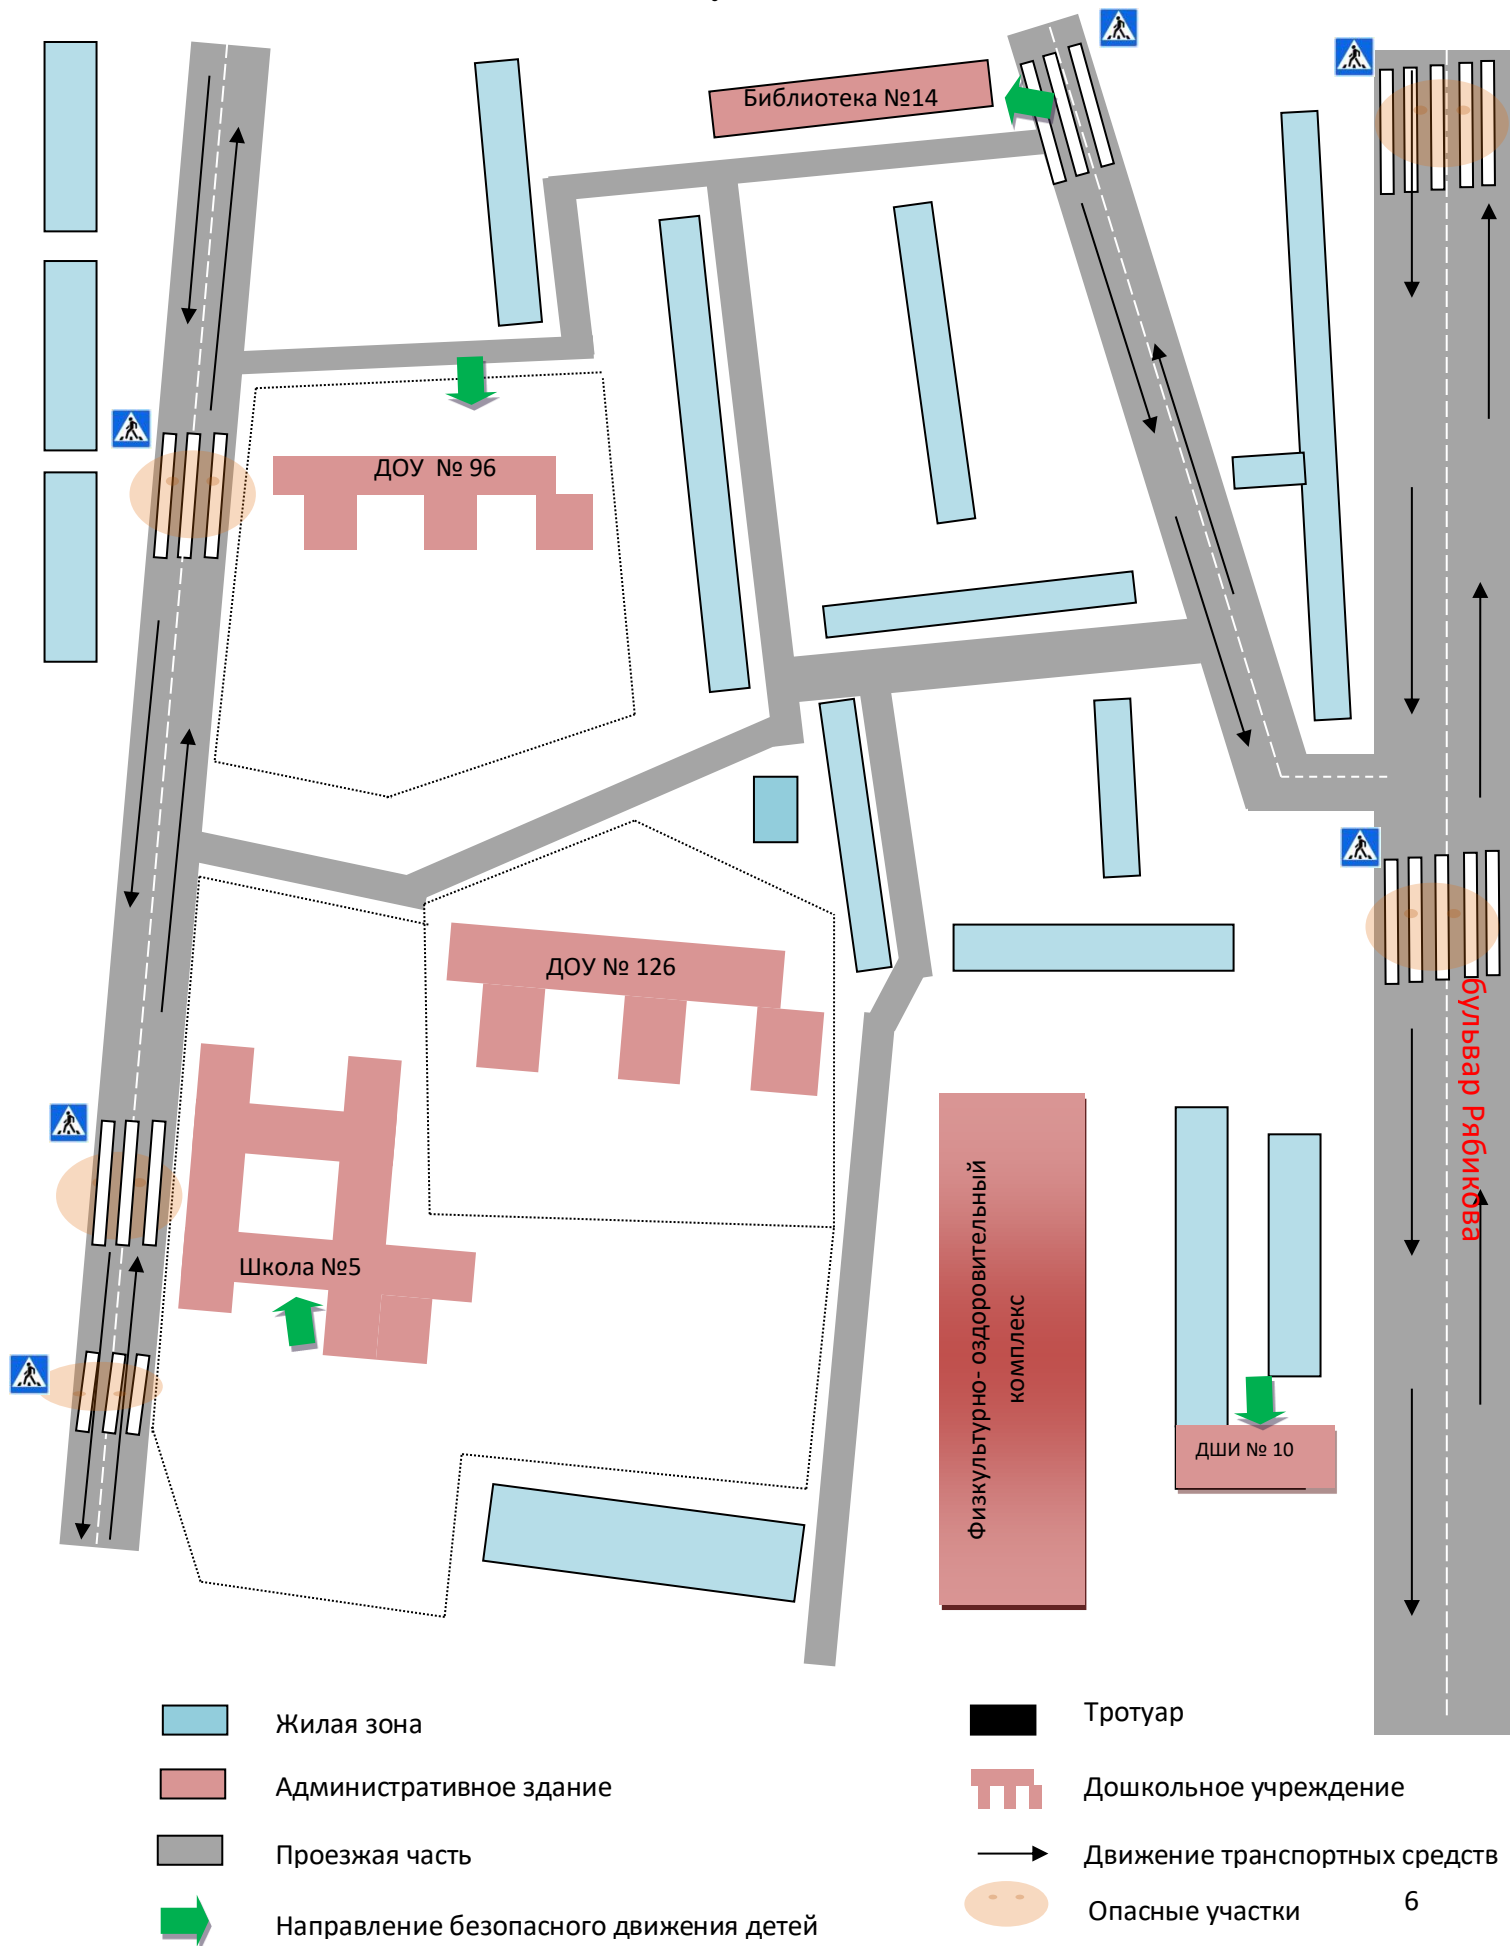 Библиотека №14
ДОУ № 96
ДОУ № 126
бульвар Рябикова
Школа №5
Физкультурно- оздоровительный
комплекс
ДШИ № 10
Жилая зона
Тротуар
Административное здание
Дошкольное учреждение
Проезжая часть
Движение транспортных средств
Направление безопасного движения детей
Опасные участки
6